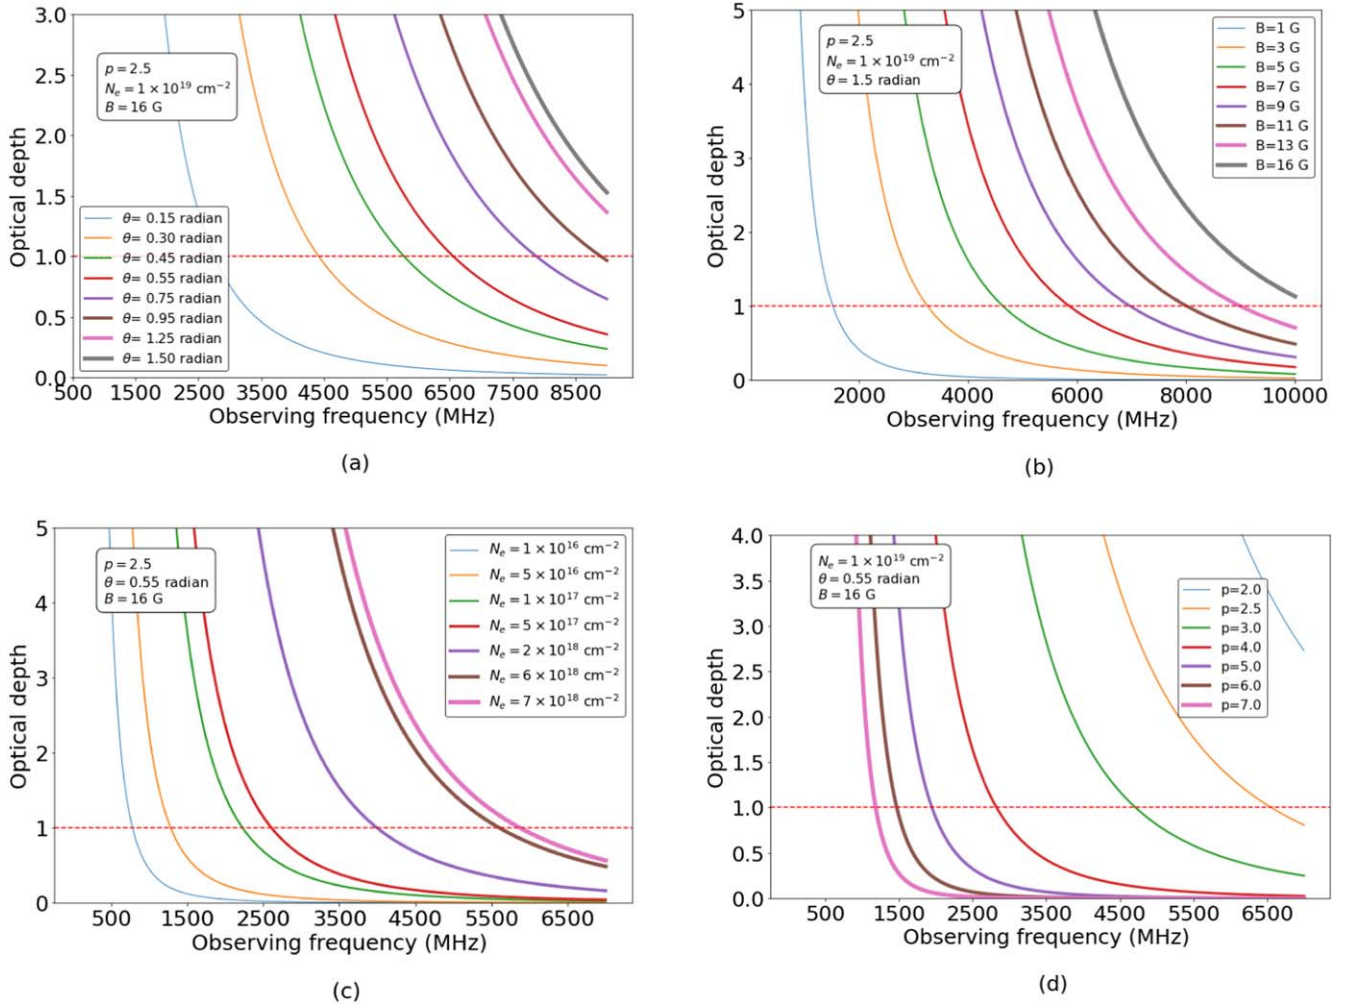 3.0
2.5
2.0
1.5
1.0
0.5
0.0
Optical depth
p = 2.5
N_e = 1 × 10^19 cm^−2
B = 16 G
θ= 0.15 radian
θ= 0.30 radian
θ= 0.45 radian
θ= 0.55 radian
θ= 0.75 radian
θ= 0.95 radian
θ= 1.25 radian
θ= 1.50 radian
500 1500 2500 3500 4500 5500 6500 7500 8500
Observing frequency (MHz)
(a)
5
4
3
2
1
0
Optical depth
p = 2.5
N_e = 1 × 10^19 cm^−2
θ = 1.5 radian
B=1 G
B=3 G
B=5 G
B=7 G
B=9 G
B=11 G
B=13 G
B=16 G
2000 4000 6000 8000 10000
Observing frequency (MHz)
(b)
5
4
3
2
1
0
Optical depth
p = 2.5
θ = 0.55 radian
B = 16 G
N_e = 1 × 10^16 cm^−2
N_e = 5 × 10^16 cm^−2
N_e = 1 × 10^17 cm^−2
N_e = 5 × 10^17 cm^−2
N_e = 2 × 10^18 cm^−2
N_e = 6 × 10^18 cm^−2
N_e = 7 × 10^18 cm^−2
500 1500 2500 3500 4500 5500 6500
Observing frequency (MHz)
(c)
4.0
3.5
3.0
2.5
2.0
1.5
1.0
0.5
0.0
Optical depth
N_e = 1 × 10^19 cm^−2
θ = 0.55 radian
B = 16 G
p=2.0
p=2.5
p=3.0
p=4.0
p=5.0
p=6.0
p=7.0
500 1500 2500 3500 4500 5500 6500
Observing frequency (MHz)
(d)